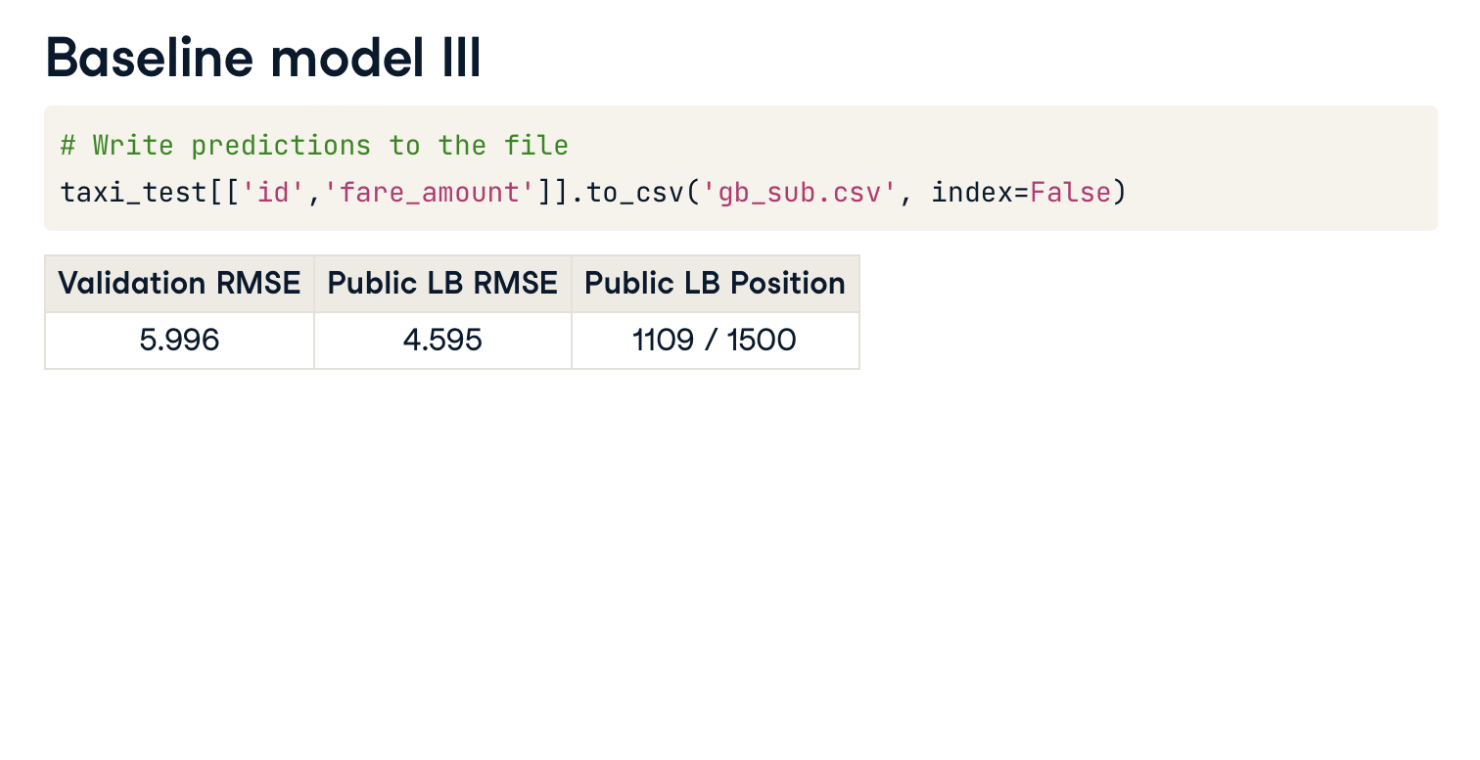 Baseline model III
# Write predictions to the file
taxi_test[['id','fare_amount']].to_csv('gb_sub.csv', index=False)
Validation RMSE Public LB RMSE Public LB Position
5.996 4.595 1109 / 1500